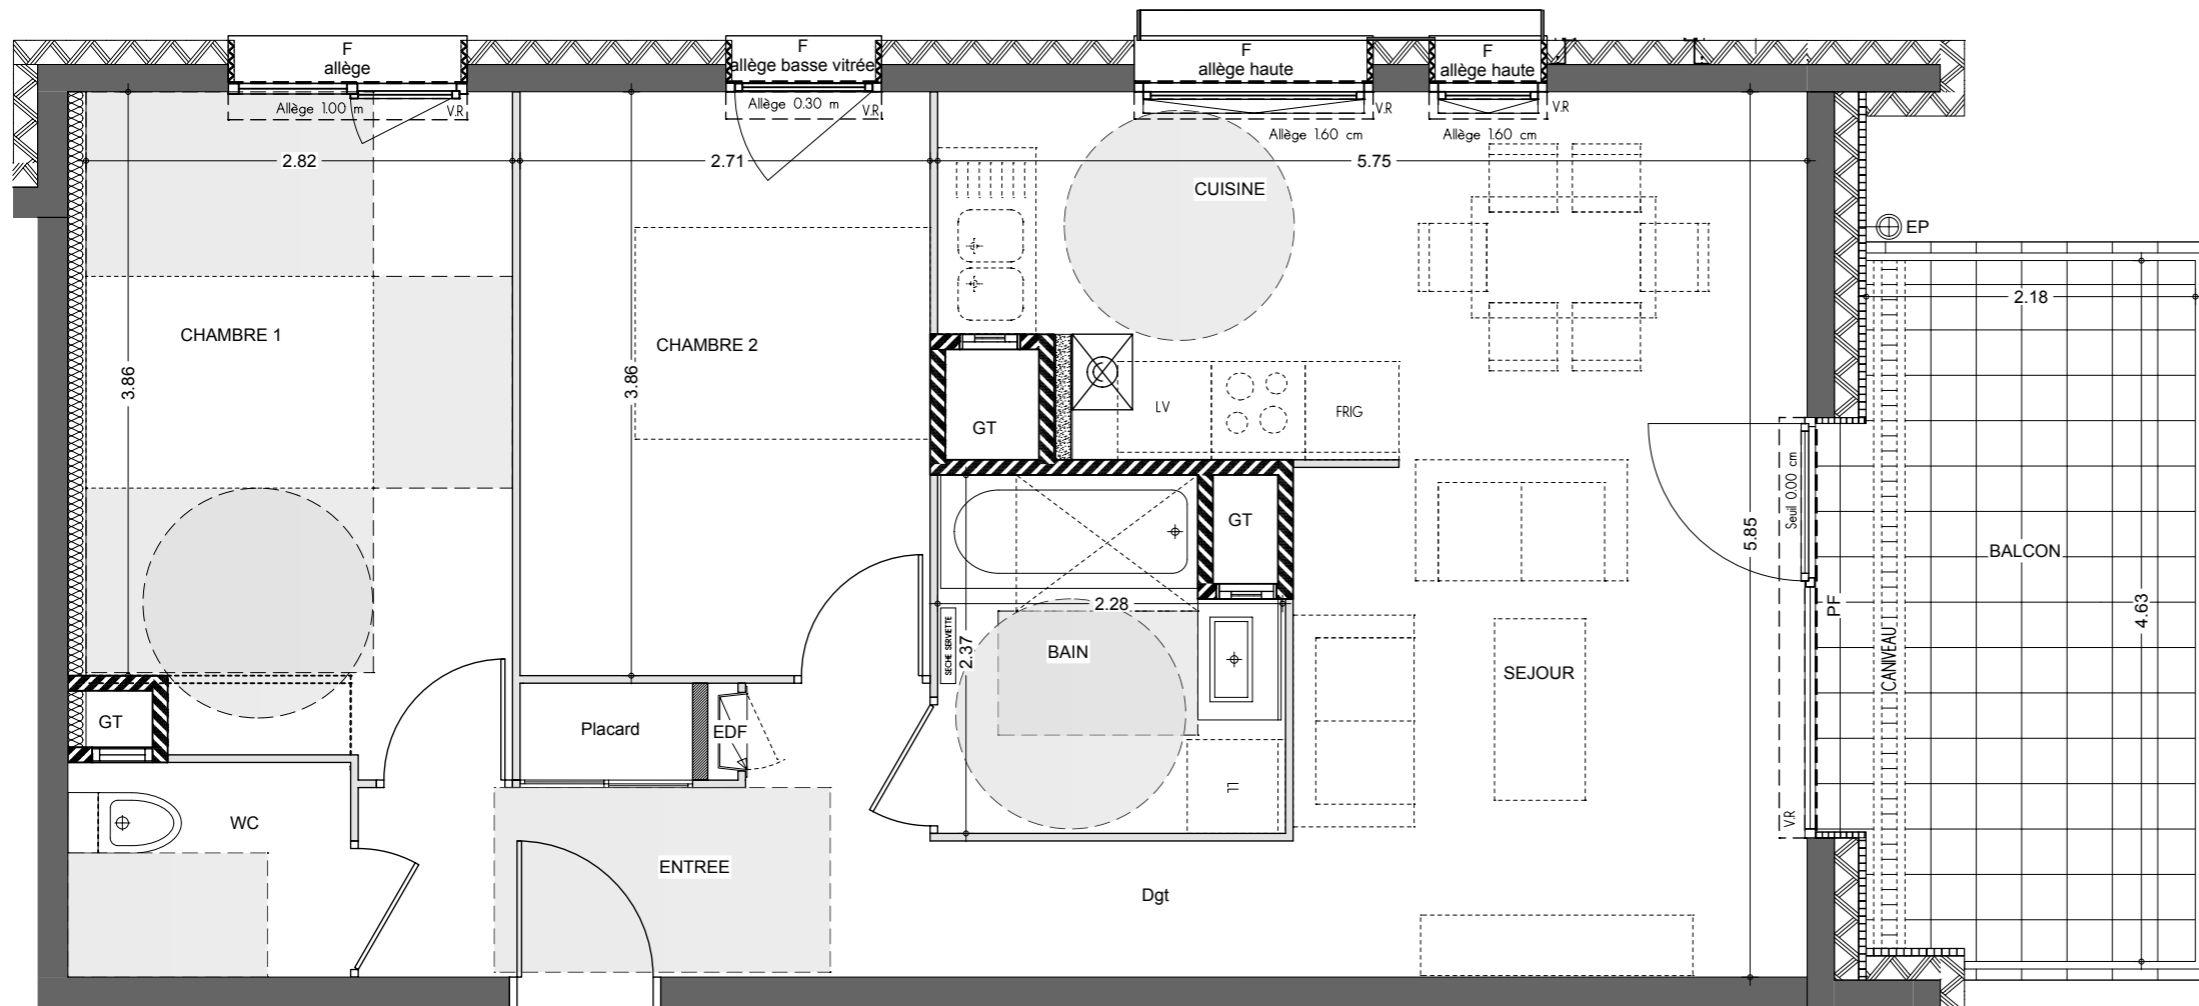 F
allège
F
allège basse vitrée
F
allège haute
F
allège haute
Allège 1.00 m
V.R
Allège 0.30 m
V.R
Allège 1.60 cm
V.R
Allège 1.60 cm
V.R
2.82
2.71
5.75
CUISINE
EP
2.18
CHAMBRE 1
CHAMBRE 2
3.86
3.86
LV
FRIG
GT
Seuil 0.00 cm
5.85
GT
BALCON
2.28
PF
4.63
SECHE SERVIETTE
2.37
BAIN
CANIVEAU
SEJOUR
GT
Placard
EDF
LL
V.R
WC
ENTREE
Dgt